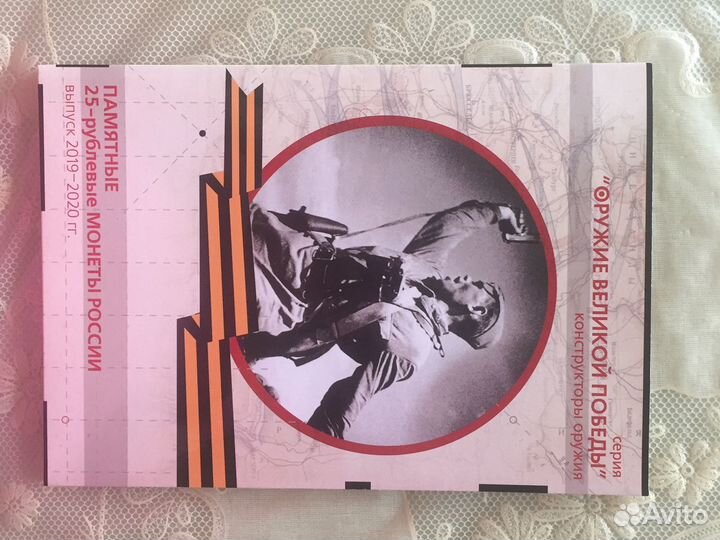 серия
"ОРУЖИЕ ВЕЛИКОЙ ПОБЕДЫ"
конструкторы оружия
ПАМЯТНЫЕ
25-рублевые МОНЕТЫ РОССИИ
выпуск 2019-2020 гг.
Avito